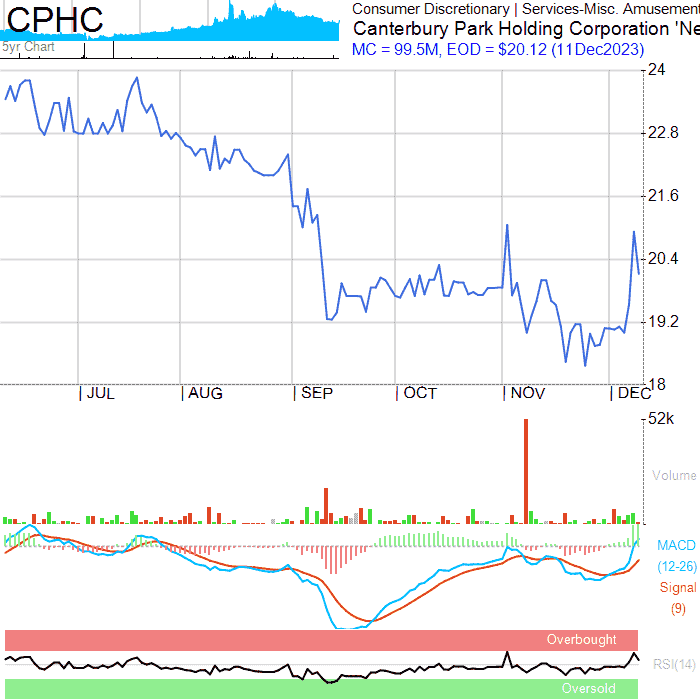 CPHC
5yr Chart
Consumer Discretionary | Services-Misc. Amusement
Canterbury Park Holding Corporation 'Ne
MC = 99.5M, EOD = $20.12 (11Dec2023)
24
22.8
21.6
20.4
19.2
18
JUL
AUG
SEP
OCT
NOV
DEC
52k
Volume
MACD
(12-26)
Signal
(9)
Overbought
RSI(14)
Oversold